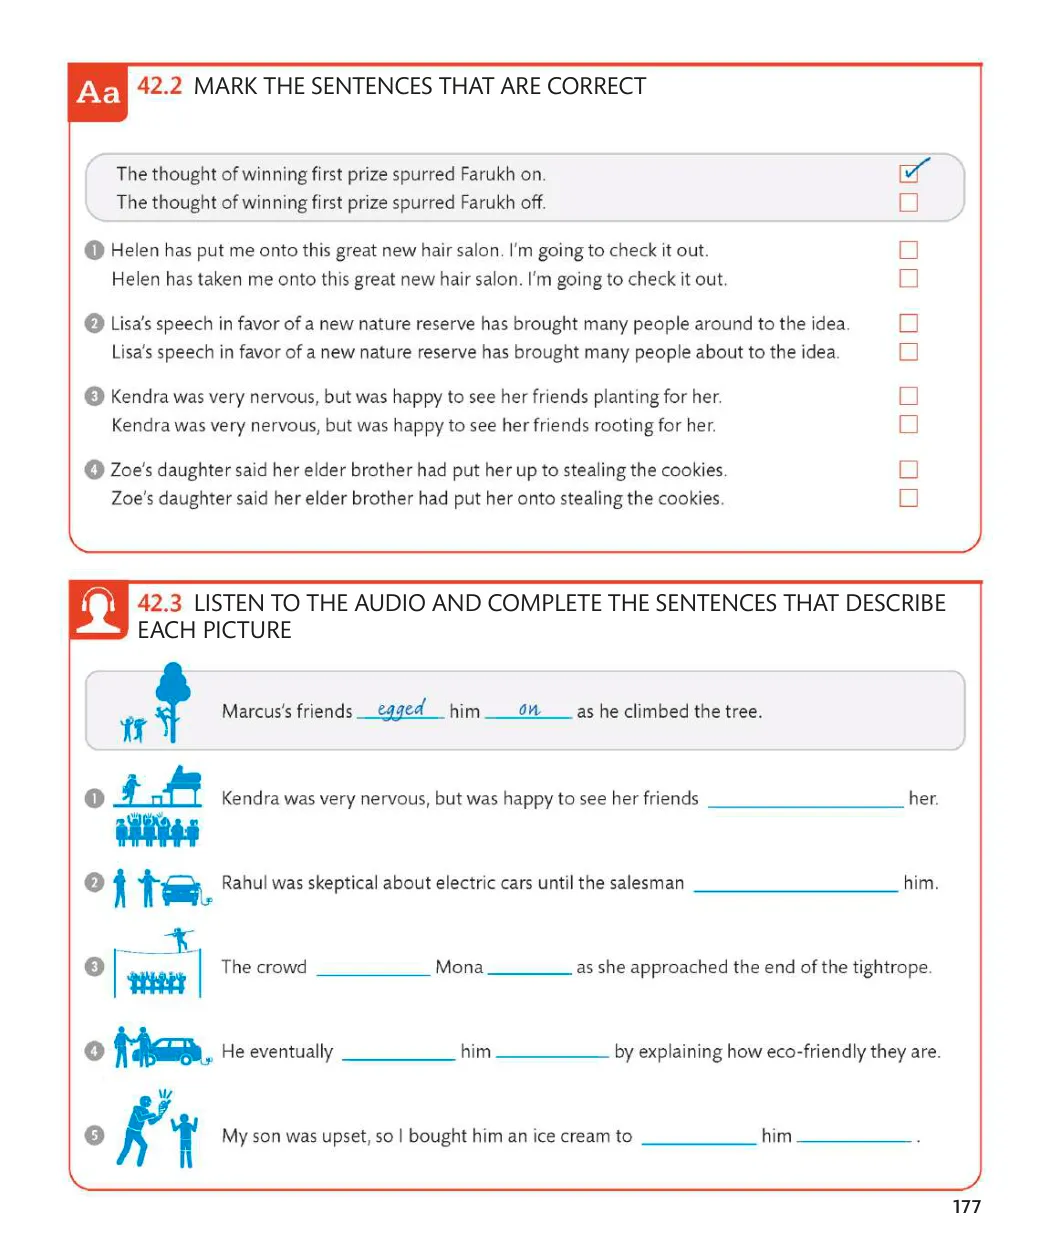 Aa 42.2 MARK THE SENTENCES THAT ARE CORRECT
The thought of winning first prize spurred Farukh on.
The thought of winning first prize spurred Farukh off.
1 Helen has put me onto this great new hair salon. I'm going to check it out.
Helen has taken me onto this great new hair salon. I'm going to check it out.
2 Lisa's speech in favor of a new nature reserve has brought many people around to the idea.
Lisa's speech in favor of a new nature reserve has brought many people about to the idea.
3 Kendra was very nervous, but was happy to see her friends planting for her.
Kendra was very nervous, but was happy to see her friends rooting for her.
4 Zoe's daughter said her elder brother had put her up to stealing the cookies.
Zoe's daughter said her elder brother had put her onto stealing the cookies.
42.3 LISTEN TO THE AUDIO AND COMPLETE THE SENTENCES THAT DESCRIBE
EACH PICTURE
Marcus's friends egged him on as he climbed the tree.
1 Kendra was very nervous, but was happy to see her friends ____ her.
2 Rahul was skeptical about electric cars until the salesman ____ him.
3 The crowd ____ Mona ____ as she approached the end of the tightrope.
4 He eventually ____ him ____ by explaining how eco-friendly they are.
5 My son was upset, so I bought him an ice cream to ____ him ____ .
177